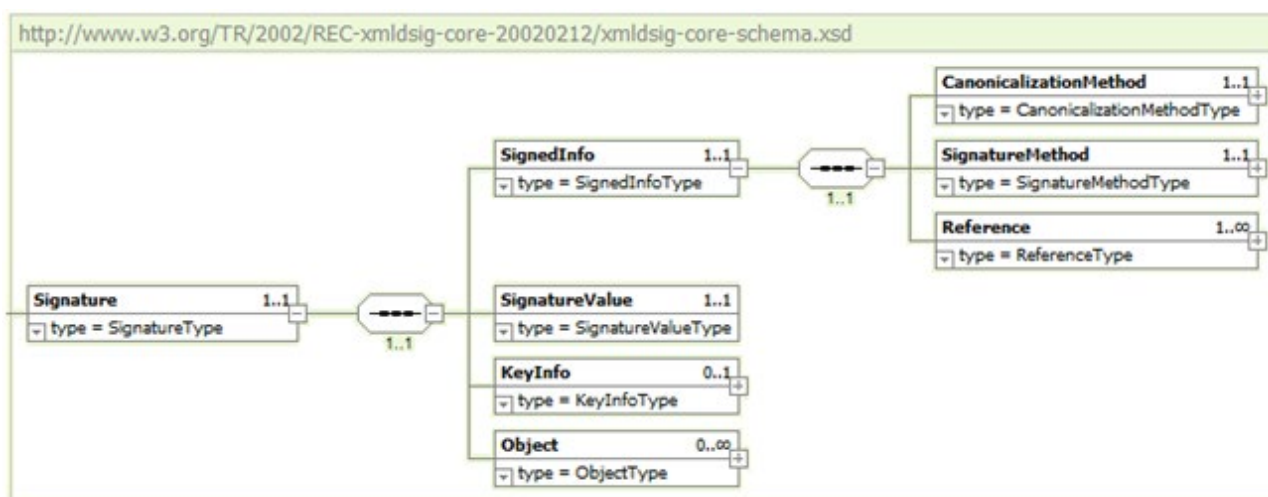 http://www.w3.org/TR/2002/REC-xmldsig-core-20020212/xmldsig-core-schema.xsd
CanonicalizationMethod 1..1
type = CanonicalizationMethodType
SignedInfo 1..1
type = SignedInfoType
1..1
SignatureMethod 1..1
type = SignatureMethodType
Reference 1..∞
type = ReferenceType
Signature 1..1
type = SignatureType
1..1
SignatureValue 1..1
type = SignatureValueType
KeyInfo 0..1
type = KeyInfoType
Object 0..∞
type = ObjectType